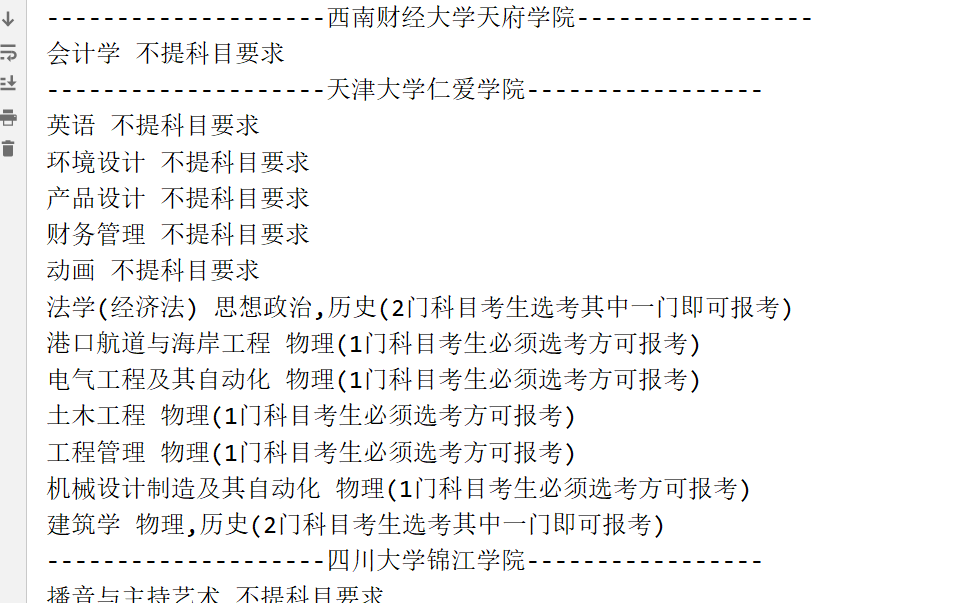 --------------------西南财经大学天府学院-----------------
会计学 不提科目要求
--------------------天津大学仁爱学院-----------------
英语 不提科目要求
环境设计 不提科目要求
产品设计 不提科目要求
财务管理 不提科目要求
动画 不提科目要求
法学(经济法) 思想政治,历史(2门科目考生选考其中一门即可报考)
港口航道与海岸工程 物理(1门科目考生必须选考方可报考)
电气工程及其自动化 物理(1门科目考生必须选考方可报考)
土木工程 物理(1门科目考生必须选考方可报考)
工程管理 物理(1门科目考生必须选考方可报考)
机械设计制造及其自动化 物理(1门科目考生必须选考方可报考)
建筑学 物理,历史(2门科目考生选考其中一门即可报考)
--------------------四川大学锦江学院-----------------
播音与主持艺术 不提科目要求